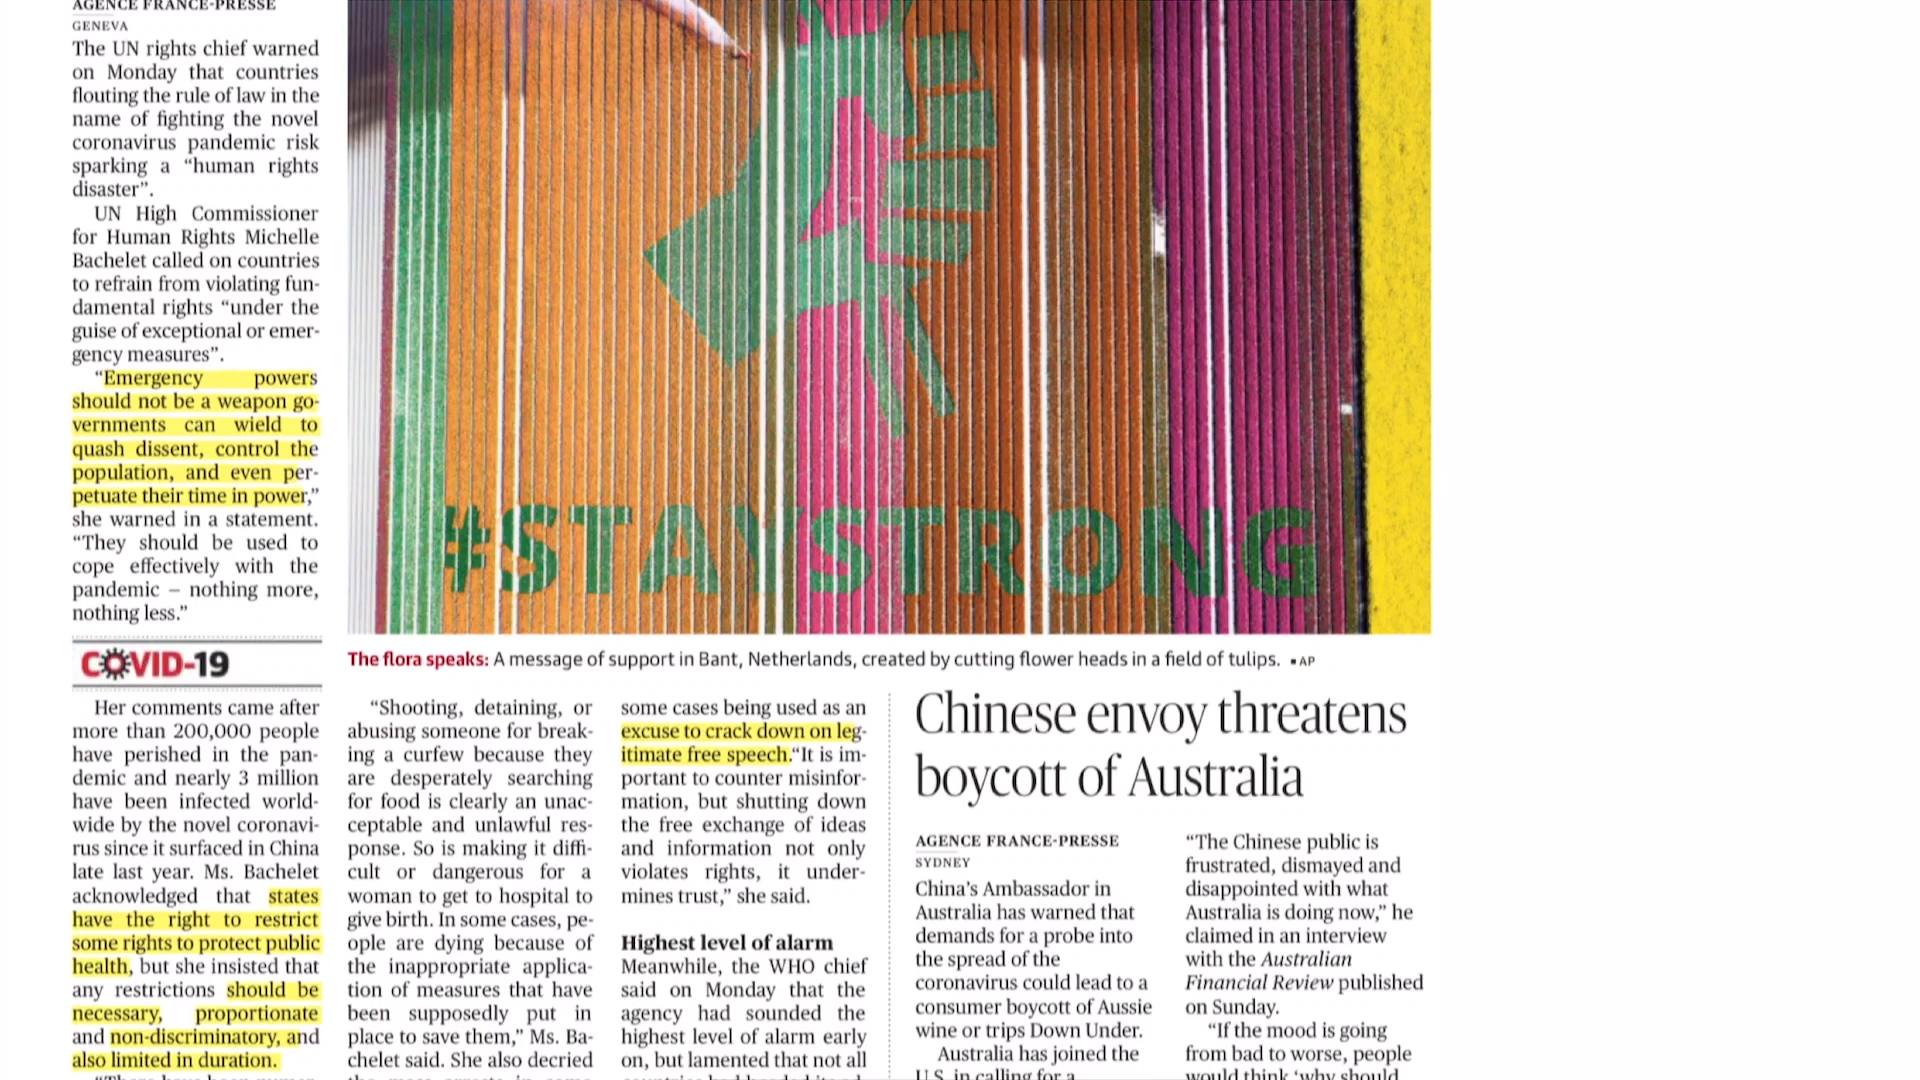 AGENCE FRANCE-PRESSE
GENEVA
The UN rights chief warned
on Monday that countries
flouting the rule of law in the
name of fighting the novel
coronavirus pandemic risk
sparking a “human rights
disaster”.
UN High Commissioner
for Human Rights Michelle
Bachelet called on countries
to refrain from violating fun-
damental rights “under the
guise of exceptional or emer-
gency measures”.
“Emergency powers
should not be a weapon go-
vernments can wield to
quash dissent, control the
population, and even per-
petuate their time in power,”
she warned in a statement.
“They should be used to
cope effectively with the
pandemic – nothing more,
nothing less.”
COVID-19
Her comments came after
more than 200,000 people
have perished in the pan-
demic and nearly 3 million
have been infected world-
wide by the novel coronavi-
rus since it surfaced in China
late last year. Ms. Bachelet
acknowledged that states
have the right to restrict
some rights to protect public
health, but she insisted that
any restrictions should be
necessary, proportionate
and non-discriminatory, and
also limited in duration.
#STAYSTRONG
The flora speaks: A message of support in Bant, Netherlands, created by cutting flower heads in a field of tulips. ▪ AP
“Shooting, detaining, or
abusing someone for break-
ing a curfew because they
are desperately searching
for food is clearly an unac-
ceptable and unlawful res-
ponse. So is making it diffi-
cult or dangerous for a
woman to get to hospital to
give birth. In some cases, pe-
ople are dying because of
the inappropriate applica-
tion of measures that have
been supposedly put in
place to save them,” Ms. Ba-
chelet said. She also decried
some cases being used as an
excuse to crack down on leg-
itimate free speech.“It is im-
portant to counter misinfor-
mation, but shutting down
the free exchange of ideas
and information not only
violates rights, it under-
mines trust,” she said.
Highest level of alarm
Meanwhile, the WHO chief
said on Monday that the
agency had sounded the
highest level of alarm early
on, but lamented that not all
Chinese envoy threatens
boycott of Australia
AGENCE FRANCE-PRESSE
SYDNEY
China’s Ambassador in
Australia has warned that
demands for a probe into
the spread of the
coronavirus could lead to a
consumer boycott of Aussie
wine or trips Down Under.
Australia has joined the
U.S. in calling for a
“The Chinese public is
frustrated, dismayed and
disappointed with what
Australia is doing now,” he
claimed in an interview
with the Australian
Financial Review published
on Sunday.
“If the mood is going
from bad to worse, people
would think ‘why should